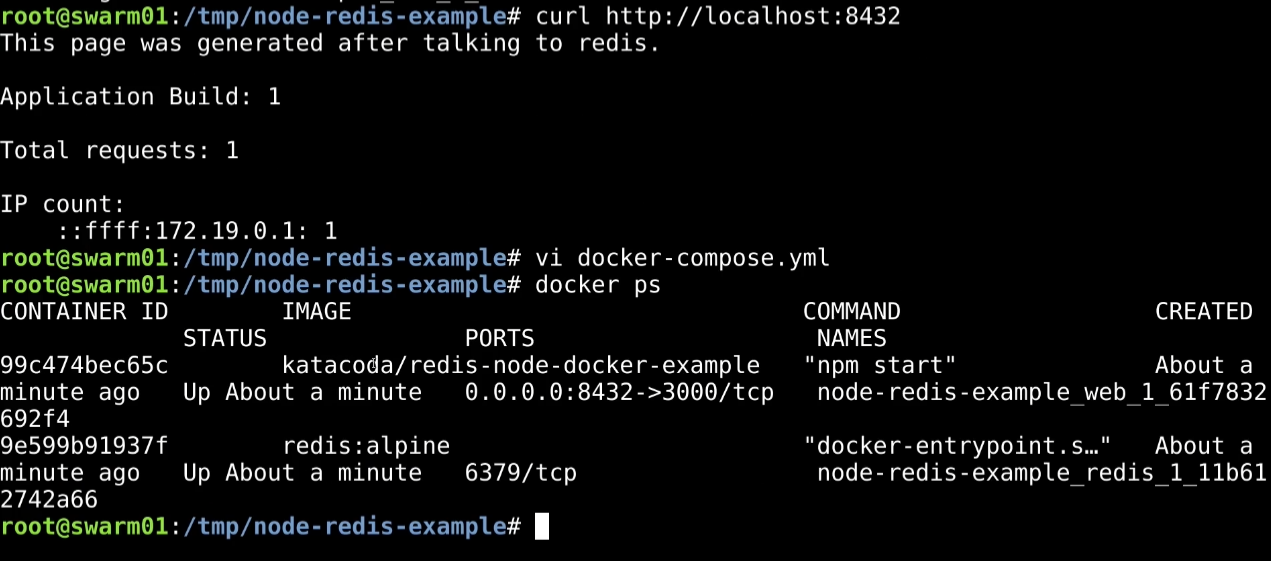 root@swarm01:/tmp/node-redis-example# curl http://localhost:8432
This page was generated after talking to redis.
Application Build: 1
Total requests: 1
IP count:
::ffff:172.19.0.1: 1
root@swarm01:/tmp/node-redis-example# vi docker-compose.yml
root@swarm01:/tmp/node-redis-example# docker ps
CONTAINER ID        IMAGE                                COMMAND                  CREATED
STATUS              PORTS                    NAMES
99c474bec65c        katacoda/redis-node-docker-example   "npm start"              About a
minute ago   Up About a minute   0.0.0.0:8432->3000/tcp   node-redis-example_web_1_61f7832
692f4
9e599b91937f        redis:alpine                         "docker-entrypoint.s…"   About a
minute ago   Up About a minute   6379/tcp                 node-redis-example_redis_1_11b61
2742a66
root@swarm01:/tmp/node-redis-example#